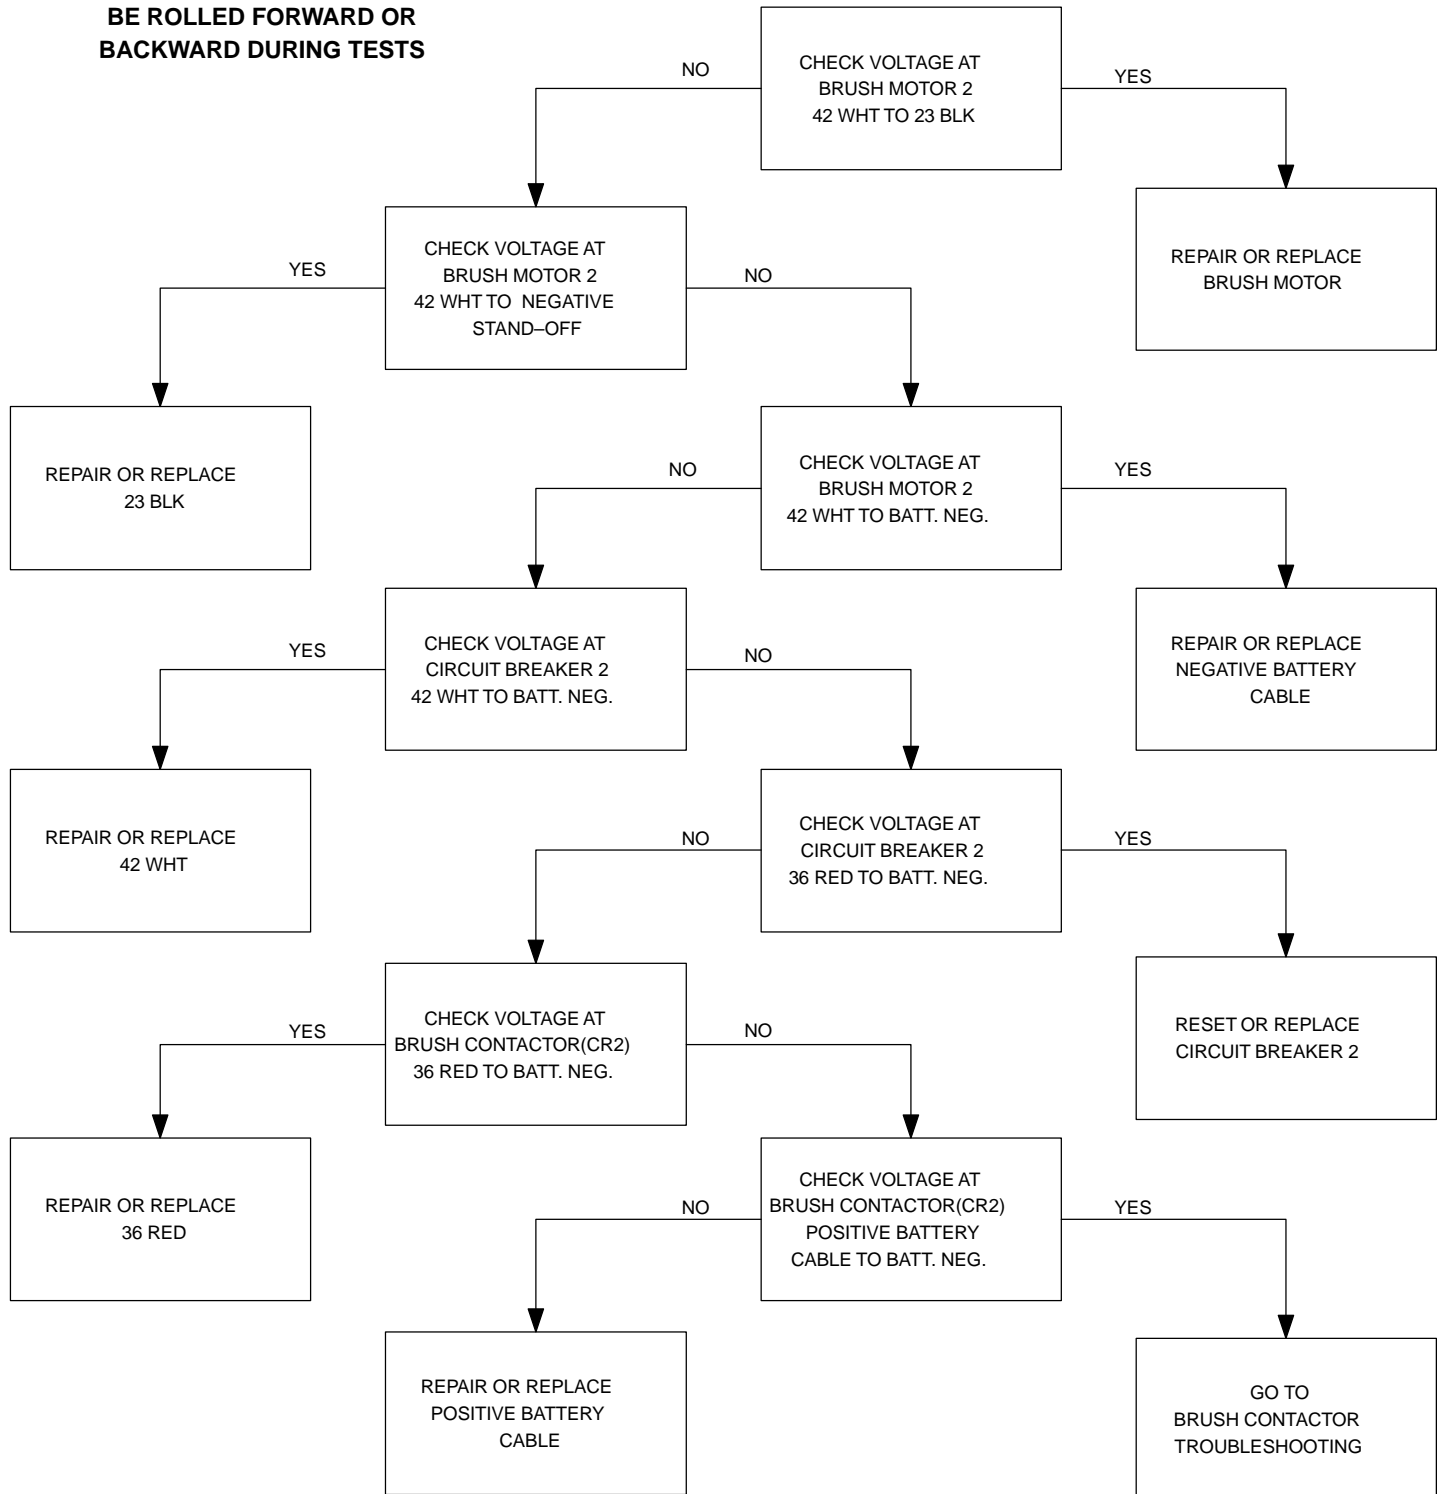 BE ROLLED FORWARD OR
BACKWARD DURING TESTS
CHECK VOLTAGE AT
BRUSH MOTOR 2
42 WHT TO 23 BLK
NO
YES
CHECK VOLTAGE AT
BRUSH MOTOR 2
42 WHT TO NEGATIVE
STAND–OFF
YES
NO
REPAIR OR REPLACE
BRUSH MOTOR
REPAIR OR REPLACE
23 BLK
CHECK VOLTAGE AT
BRUSH MOTOR 2
42 WHT TO BATT. NEG.
NO
YES
CHECK VOLTAGE AT
CIRCUIT BREAKER 2
42 WHT TO BATT. NEG.
YES
NO
REPAIR OR REPLACE
NEGATIVE BATTERY
CABLE
REPAIR OR REPLACE
42 WHT
CHECK VOLTAGE AT
CIRCUIT BREAKER 2
36 RED TO BATT. NEG.
NO
YES
CHECK VOLTAGE AT
BRUSH CONTACTOR(CR2)
36 RED TO BATT. NEG.
YES
NO
RESET OR REPLACE
CIRCUIT BREAKER 2
REPAIR OR REPLACE
36 RED
CHECK VOLTAGE AT
BRUSH CONTACTOR(CR2)
POSITIVE BATTERY
CABLE TO BATT. NEG.
NO
YES
REPAIR OR REPLACE
POSITIVE BATTERY
CABLE
GO TO
BRUSH CONTACTOR
TROUBLESHOOTING